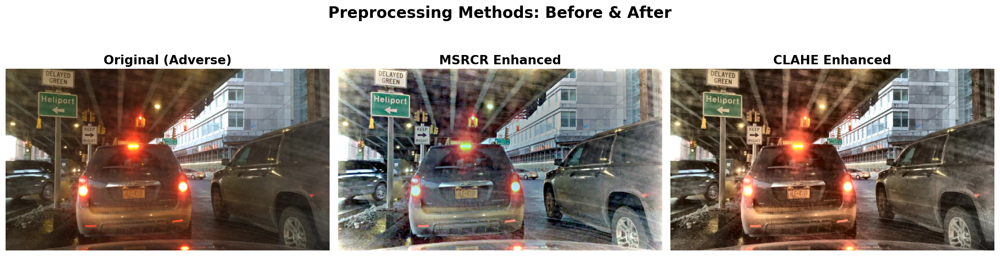 Preprocessing Methods: Before & After
Original (Adverse)
MSRCR Enhanced
CLAHE Enhanced
DELAYED
GREEN
Heliport
KEEP
RIGHT
HLE-4109
DELAYED
GREEN
Heliport
KEEP
RIGHT
HLE-4109
DELAYED
GREEN
Heliport
KEEP
RIGHT
HLE-4109